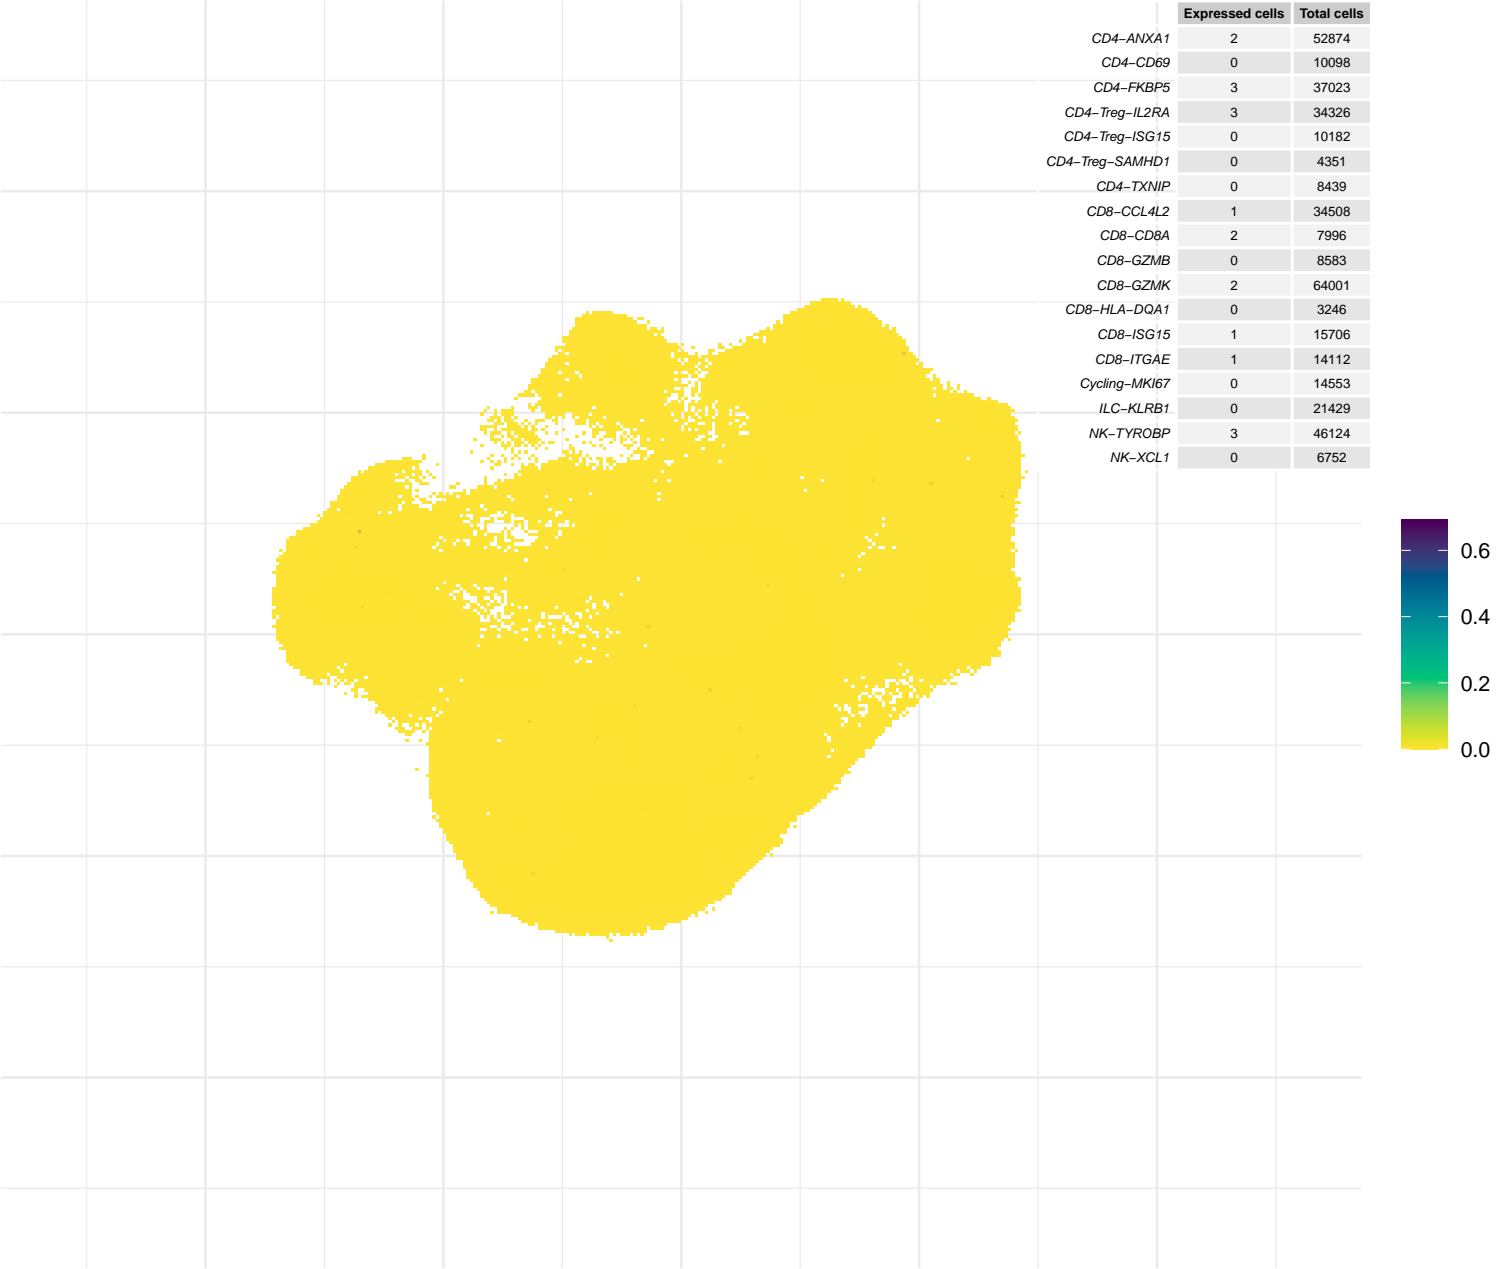 Expressed cells Total cells
CD4−ANXA1 2 52874
CD4−CD69 0 10098
CD4−FKBP5 3 37023
CD4−Treg−IL2RA 3 34326
CD4−Treg−ISG15 0 10182
CD4−Treg−SAMHD1 0 4351
CD4−TXNIP 0 8439
CD8−CCL4L2 1 34508
CD8−CD8A 2 7996
CD8−GZMB 0 8583
CD8−GZMK 2 64001
CD8−HLA−DQA1 0 3246
CD8−ISG15 1 15706
CD8−ITGAE 1 14112
Cycling−MKI67 0 14553
ILC−KLRB1 0 21429
NK−TYROBP 3 46124
NK−XCL1 0 6752
0.6
0.4
0.2
0.0